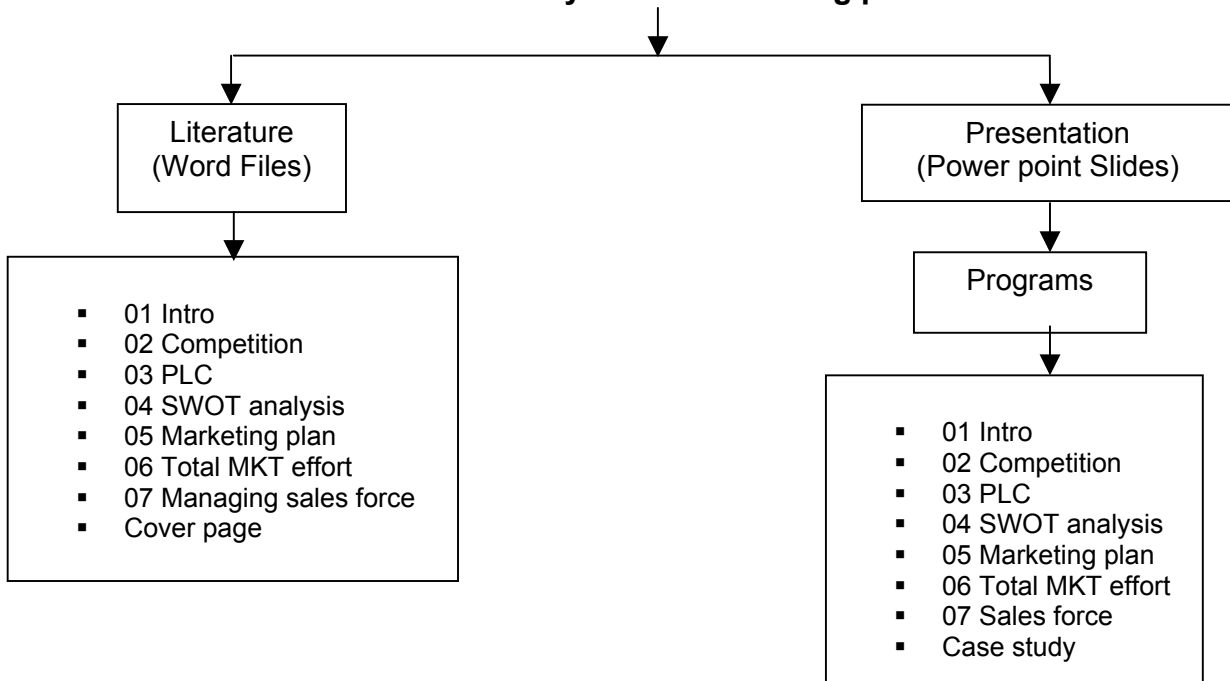 Literature
(Word Files)
Presentation
(Power point Slides)
Programs
▪ 01 Intro
▪ 02 Competition
▪ 03 PLC
▪ 04 SWOT analysis
▪ 05 Marketing plan
▪ 06 Total MKT effort
▪ 07 Managing sales force
▪ Cover page
▪ 01 Intro
▪ 02 Competition
▪ 03 PLC
▪ 04 SWOT analysis
▪ 05 Marketing plan
▪ 06 Total MKT effort
▪ 07 Sales force
▪ Case study